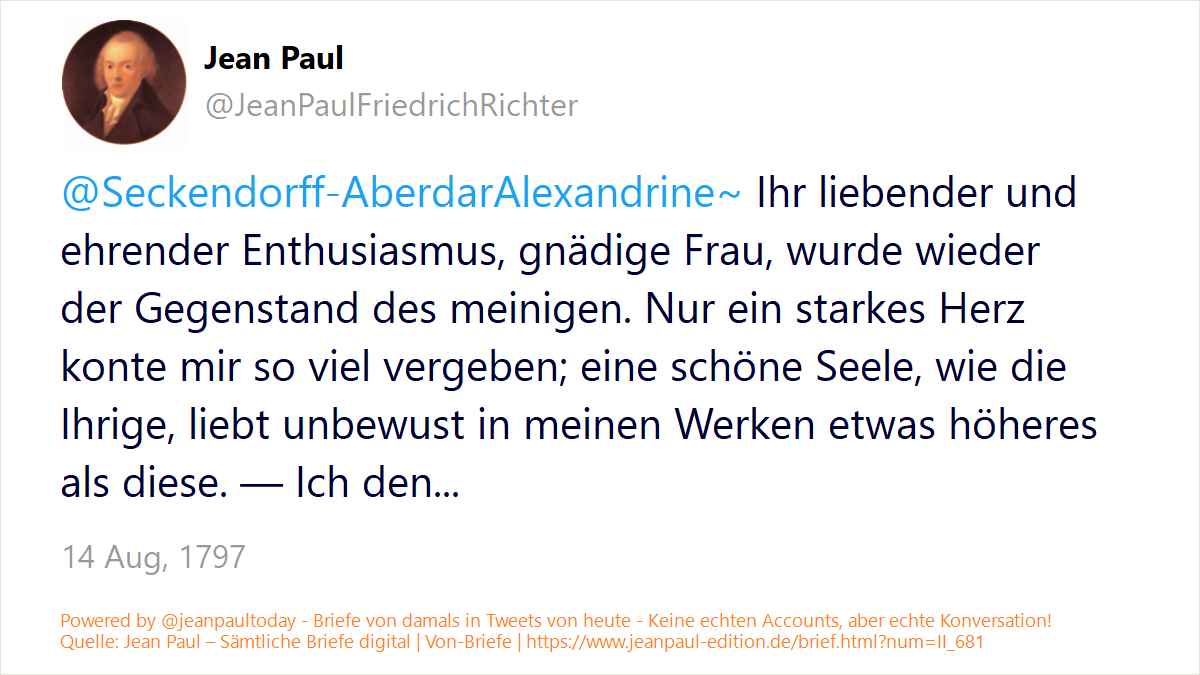 Jean Paul
@JeanPaulFriedrichRichter
@Seckendorff-AberdarAlexandrine~ Ihr liebender und
ehrender Enthusiasmus, gnädige Frau, wurde wieder
der Gegenstand des meinigen. Nur ein starkes Herz
konte mir so viel vergeben; eine schöne Seele, wie die
Ihrige, liebt unbewust in meinen Werken etwas höheres
als diese. — Ich den...
14 Aug, 1797
Powered by @jeanpaultoday - Briefe von damals in Tweets von heute - Keine echten Accounts, aber echte Konversation!
Quelle: Jean Paul – Sämtliche Briefe digital | Von-Briefe | https://www.jeanpaul-edition.de/brief.html?num=II_681